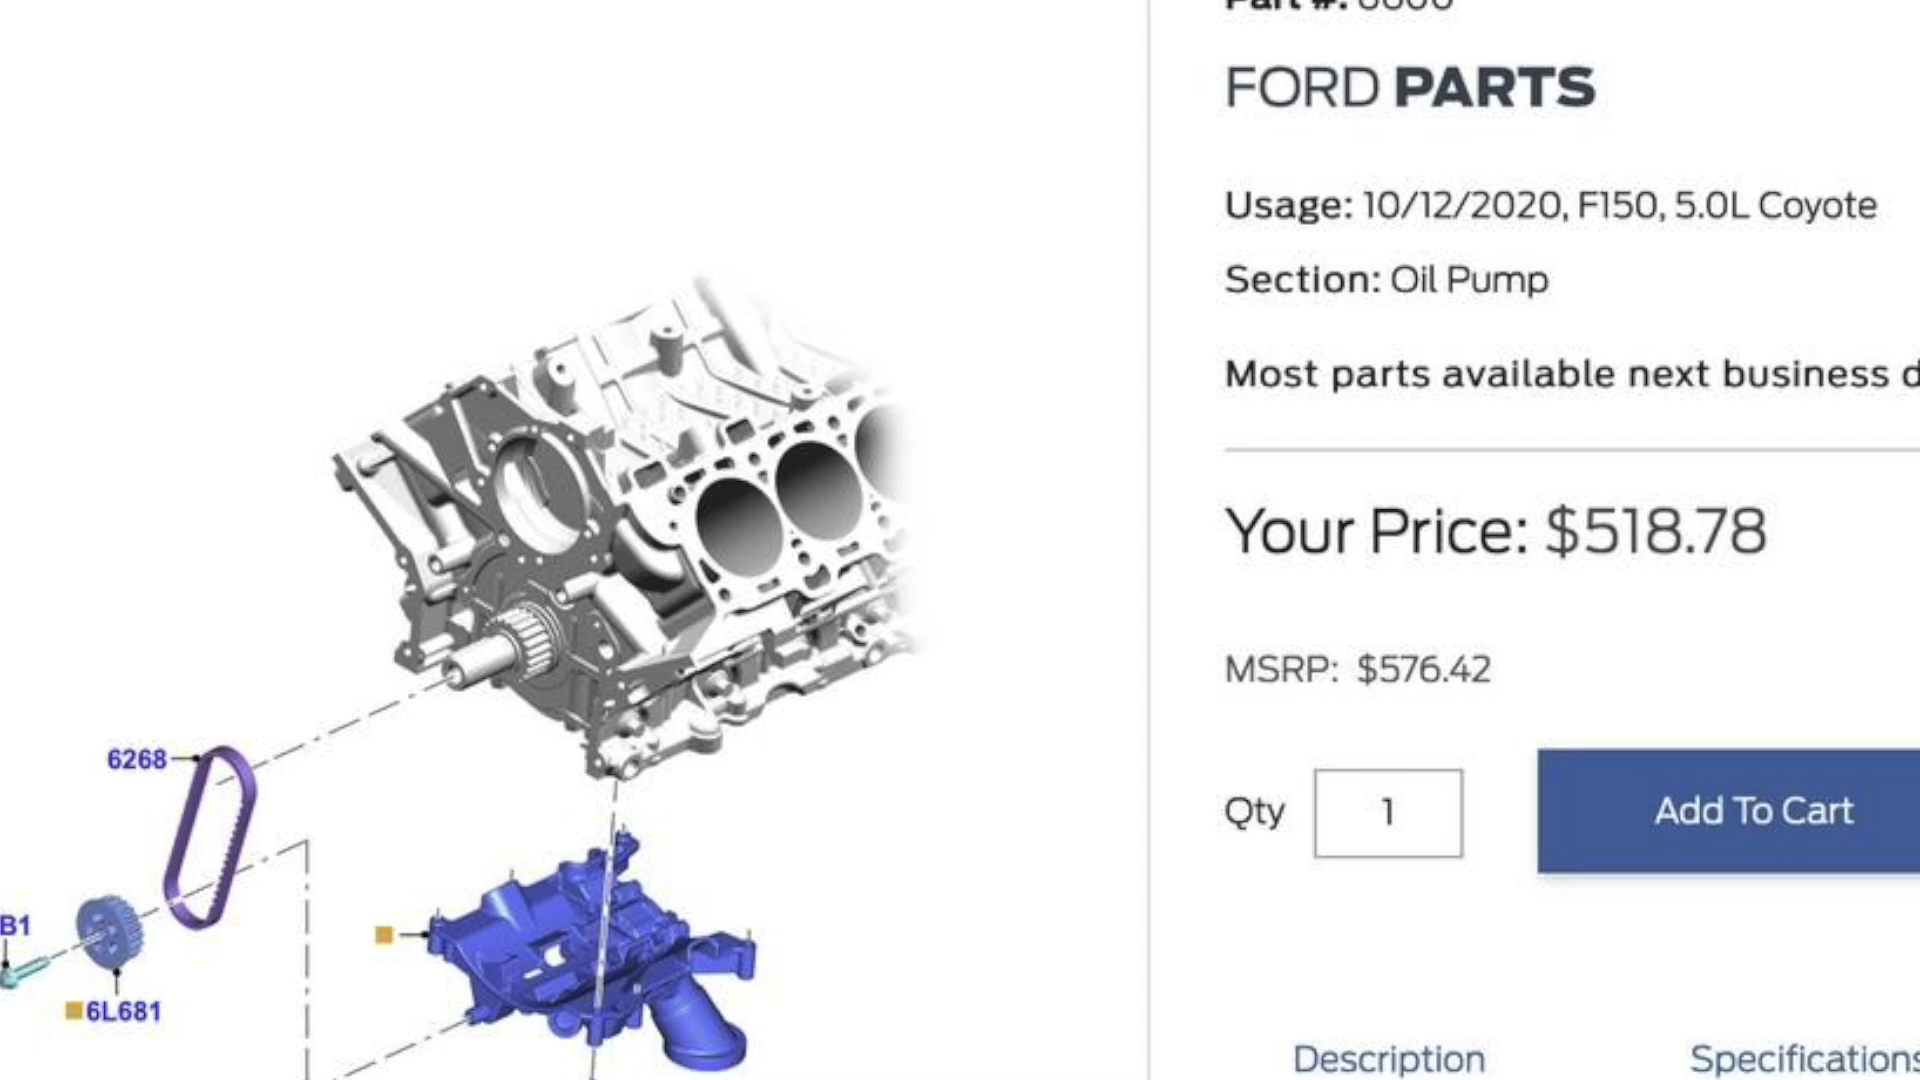 FORD PARTS
Usage: 10/12/2020, F150, 5.0L Coyote
Section: Oil Pump
Most parts available next business
Your Price: $518.78
MSRP: $576.42
Qty 1 Add To Cart
Description Specifications
6268
B1
6L681